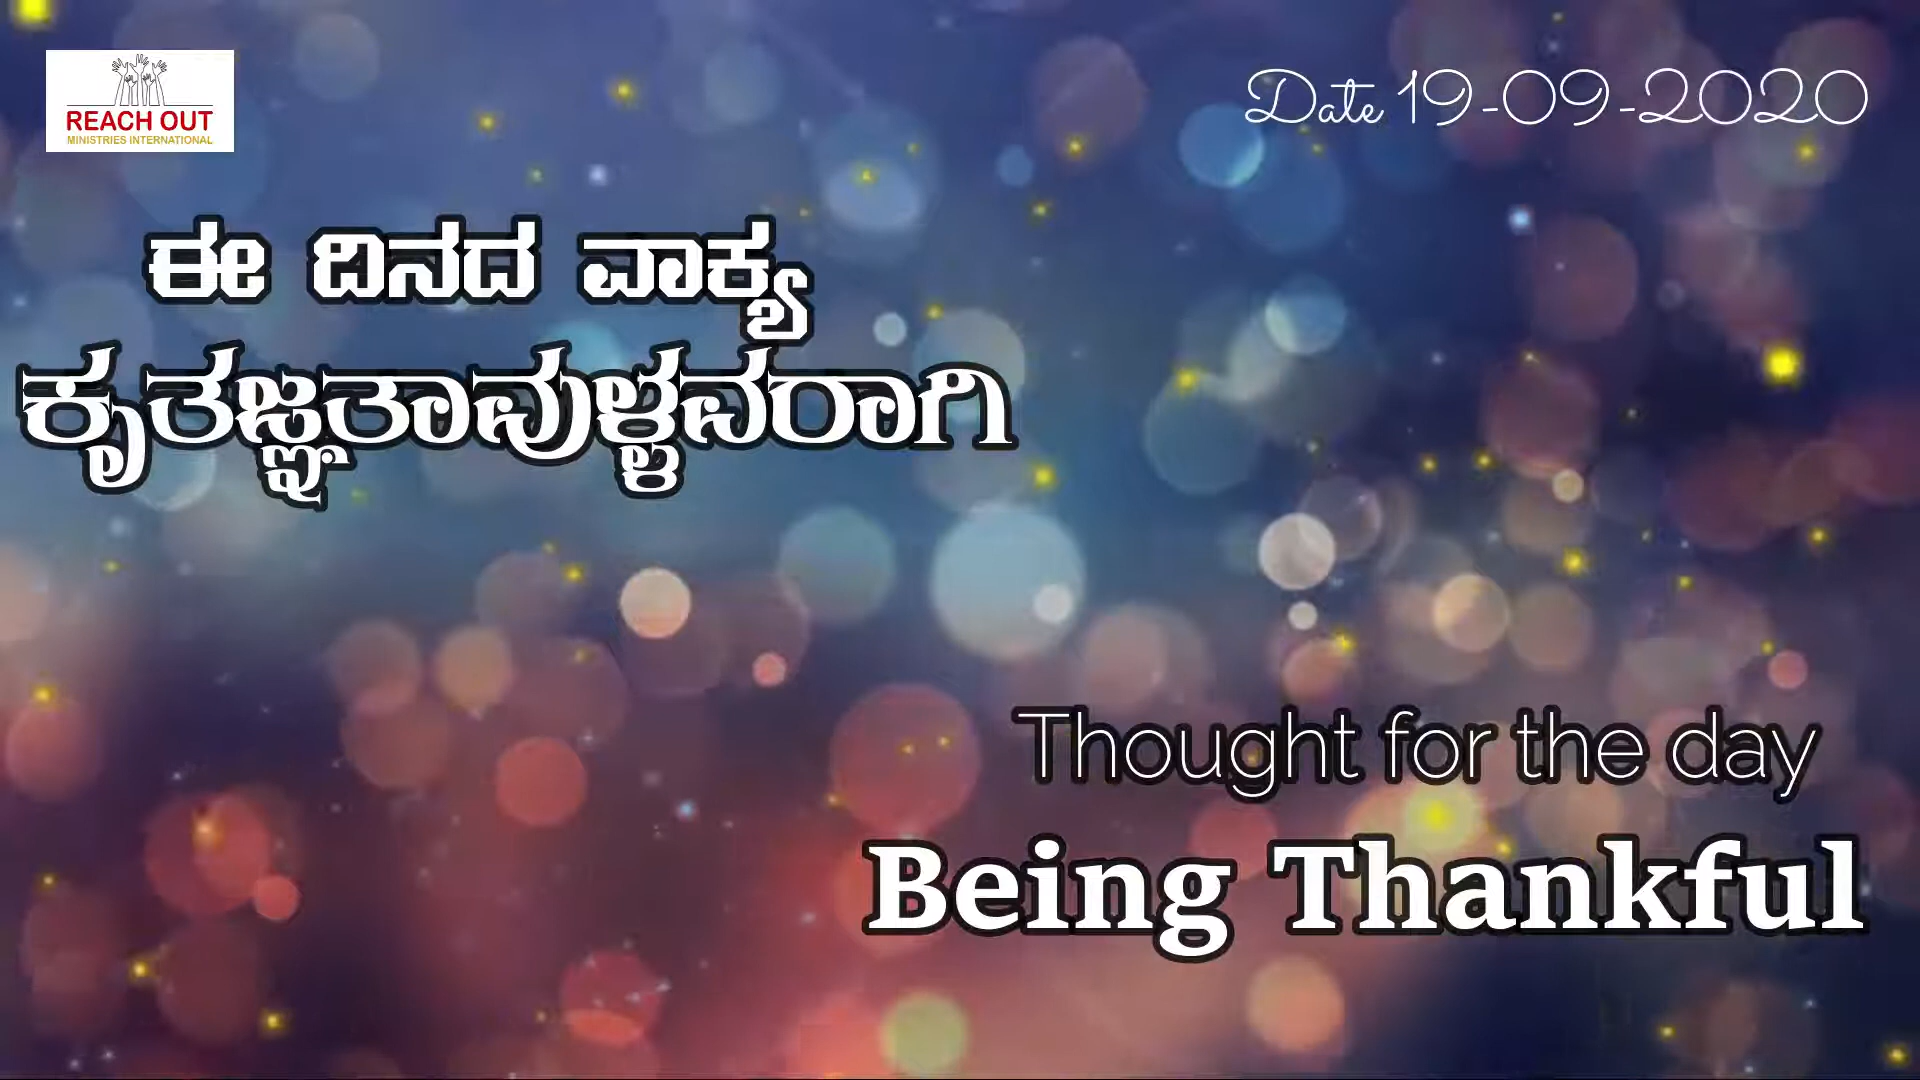 REACH OUT
MINISTRIES INTERNATIONAL
Date 19-09-2020
ಈ ದಿನದ ವಾಕ್ಯ
ಕೃತಜ್ಞತಾವುಳ್ಳವರಾಗಿ
Thought for the day
Being Thankful